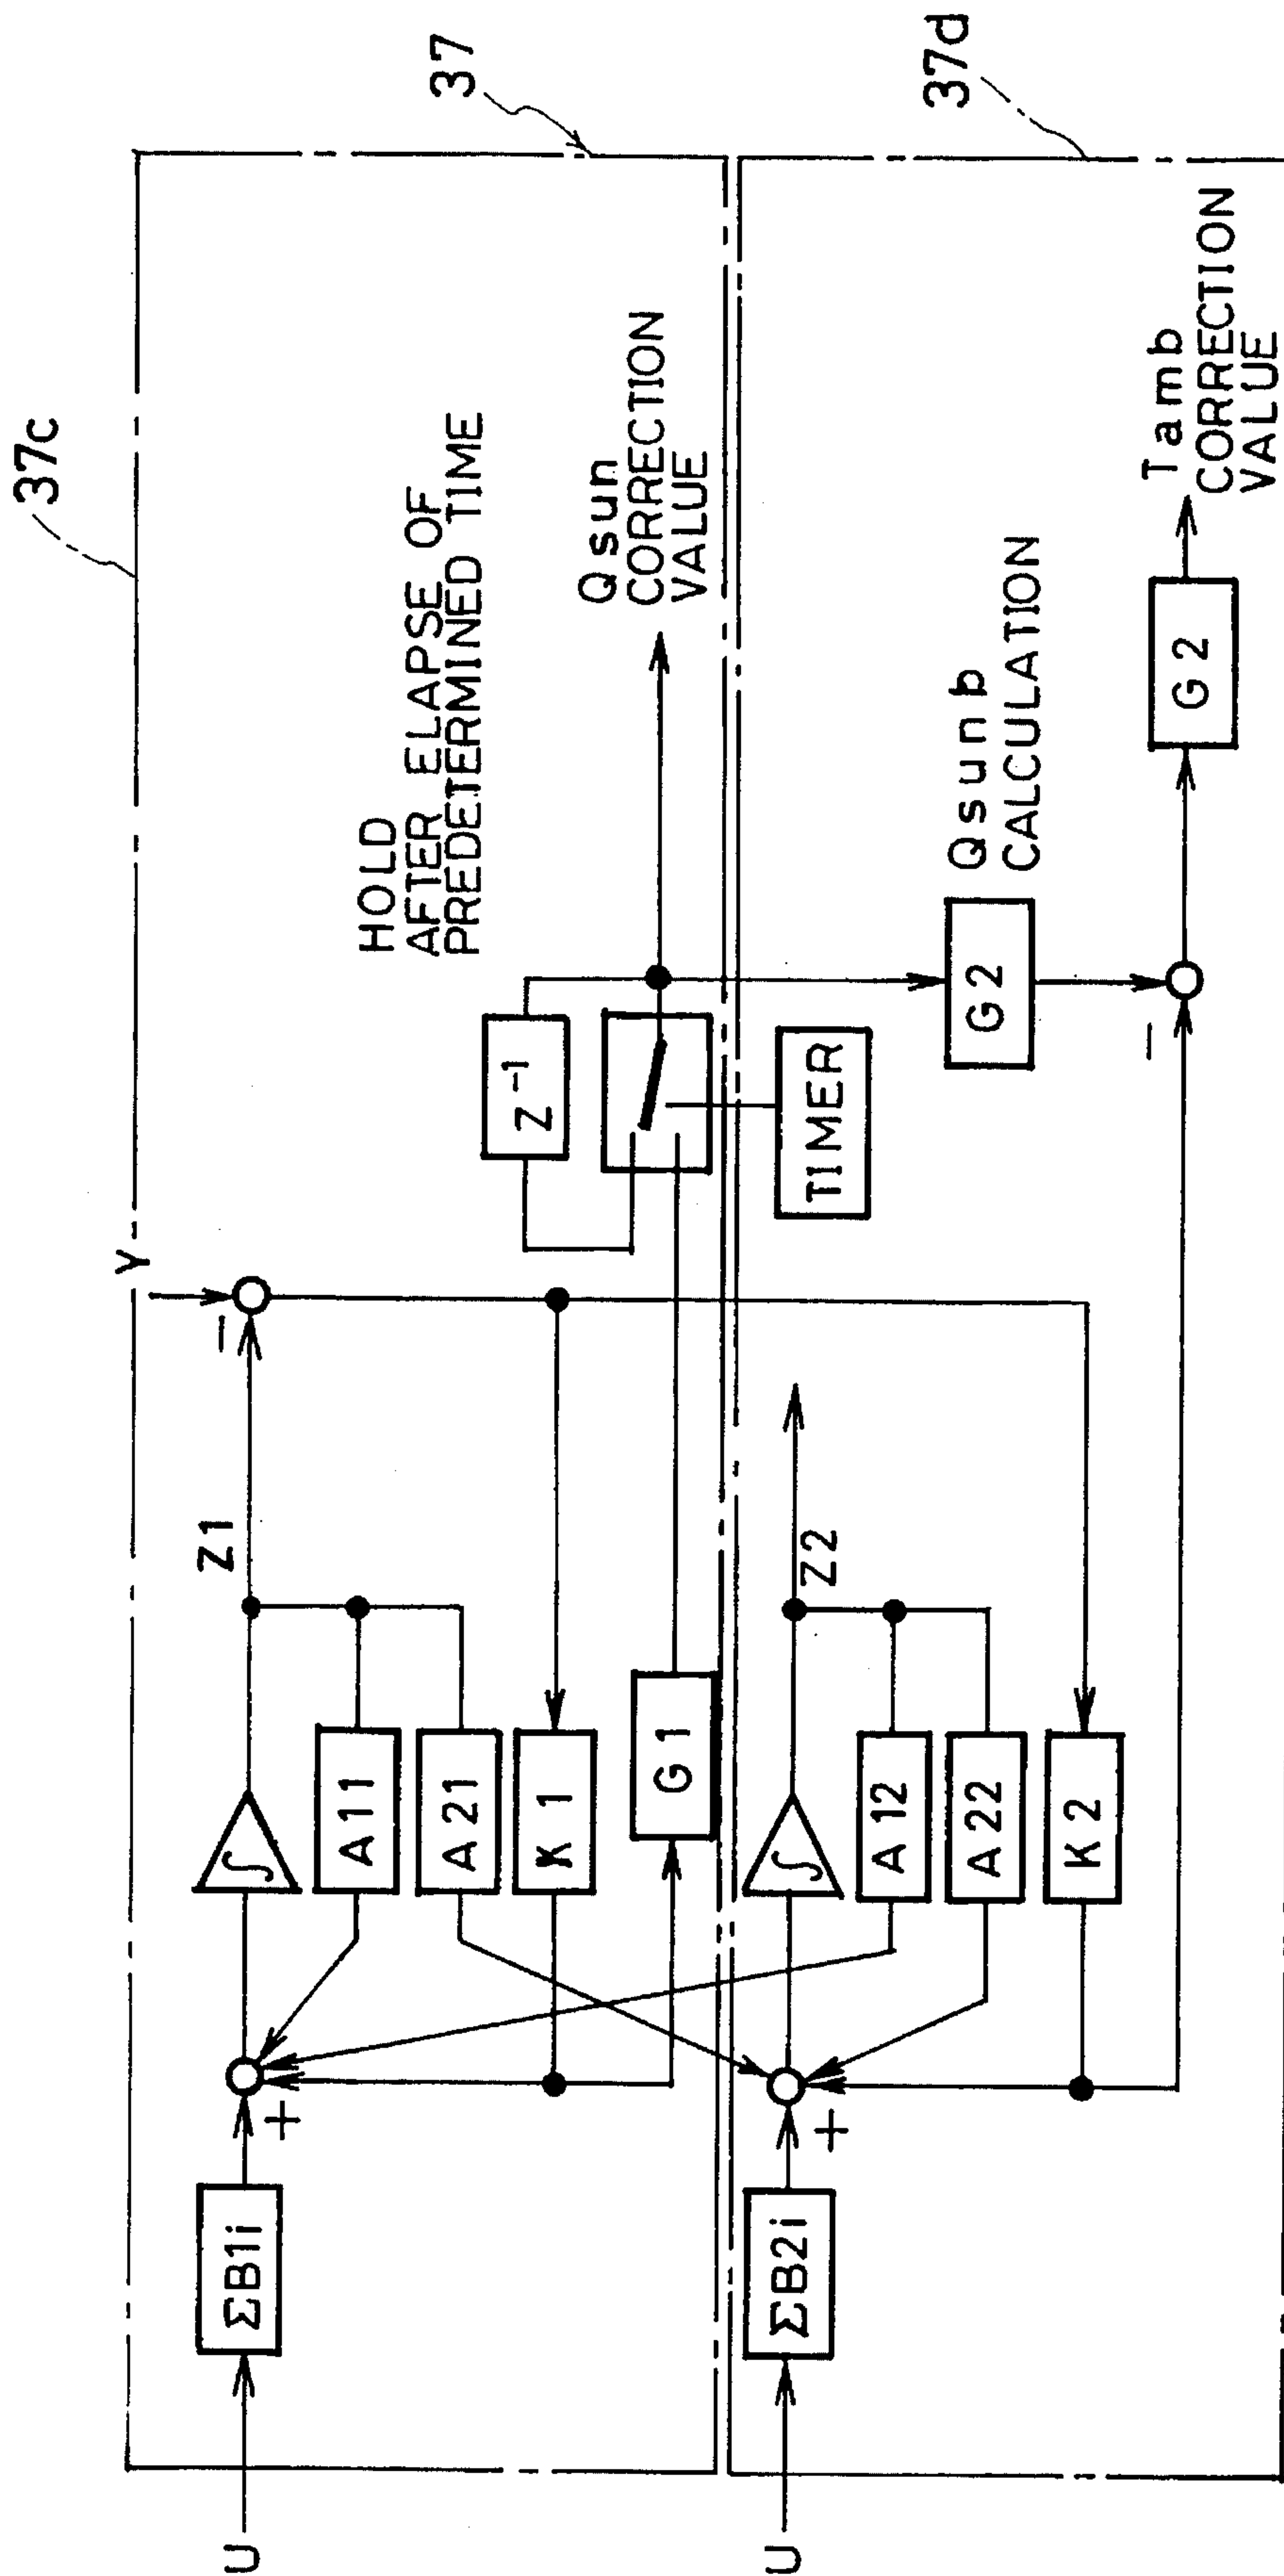 37c
37
37d
Y
HOLD
AFTER ELAPSE OF
PREDETERMINED TIME
Z1
−
A11
A21
K1
G1
Z⁻¹
Qsun
CORRECTION
VALUE
U
ΣB1i
+
∫
TIMER
Z2
A12
A22
K2
G2
Qsunb
CALCULATION
−
G2
Tamb
CORRECTION
VALUE
U
ΣB2i
+
∫